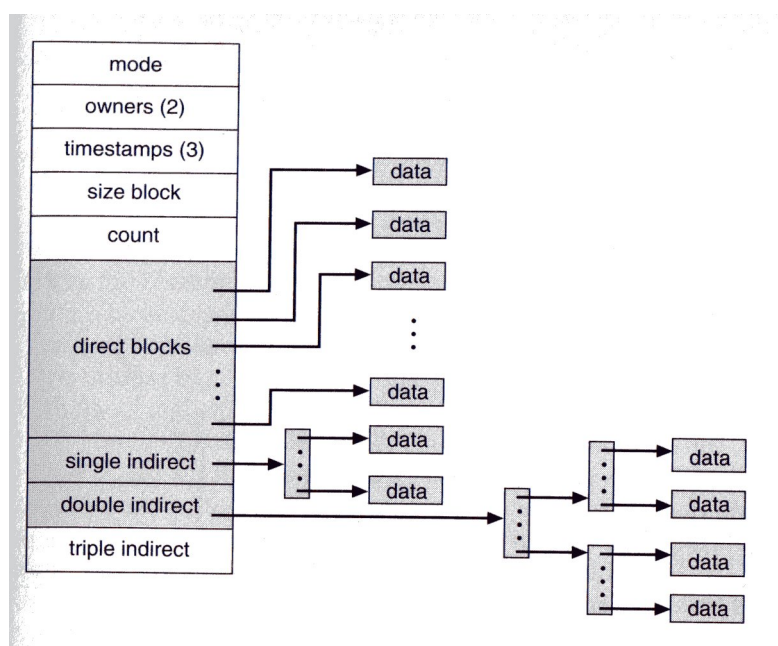 mode
owners (2)
timestamps (3)
size block
count
direct blocks
single indirect
double indirect
triple indirect
data
data
data
data
data
data
data
data
data
data